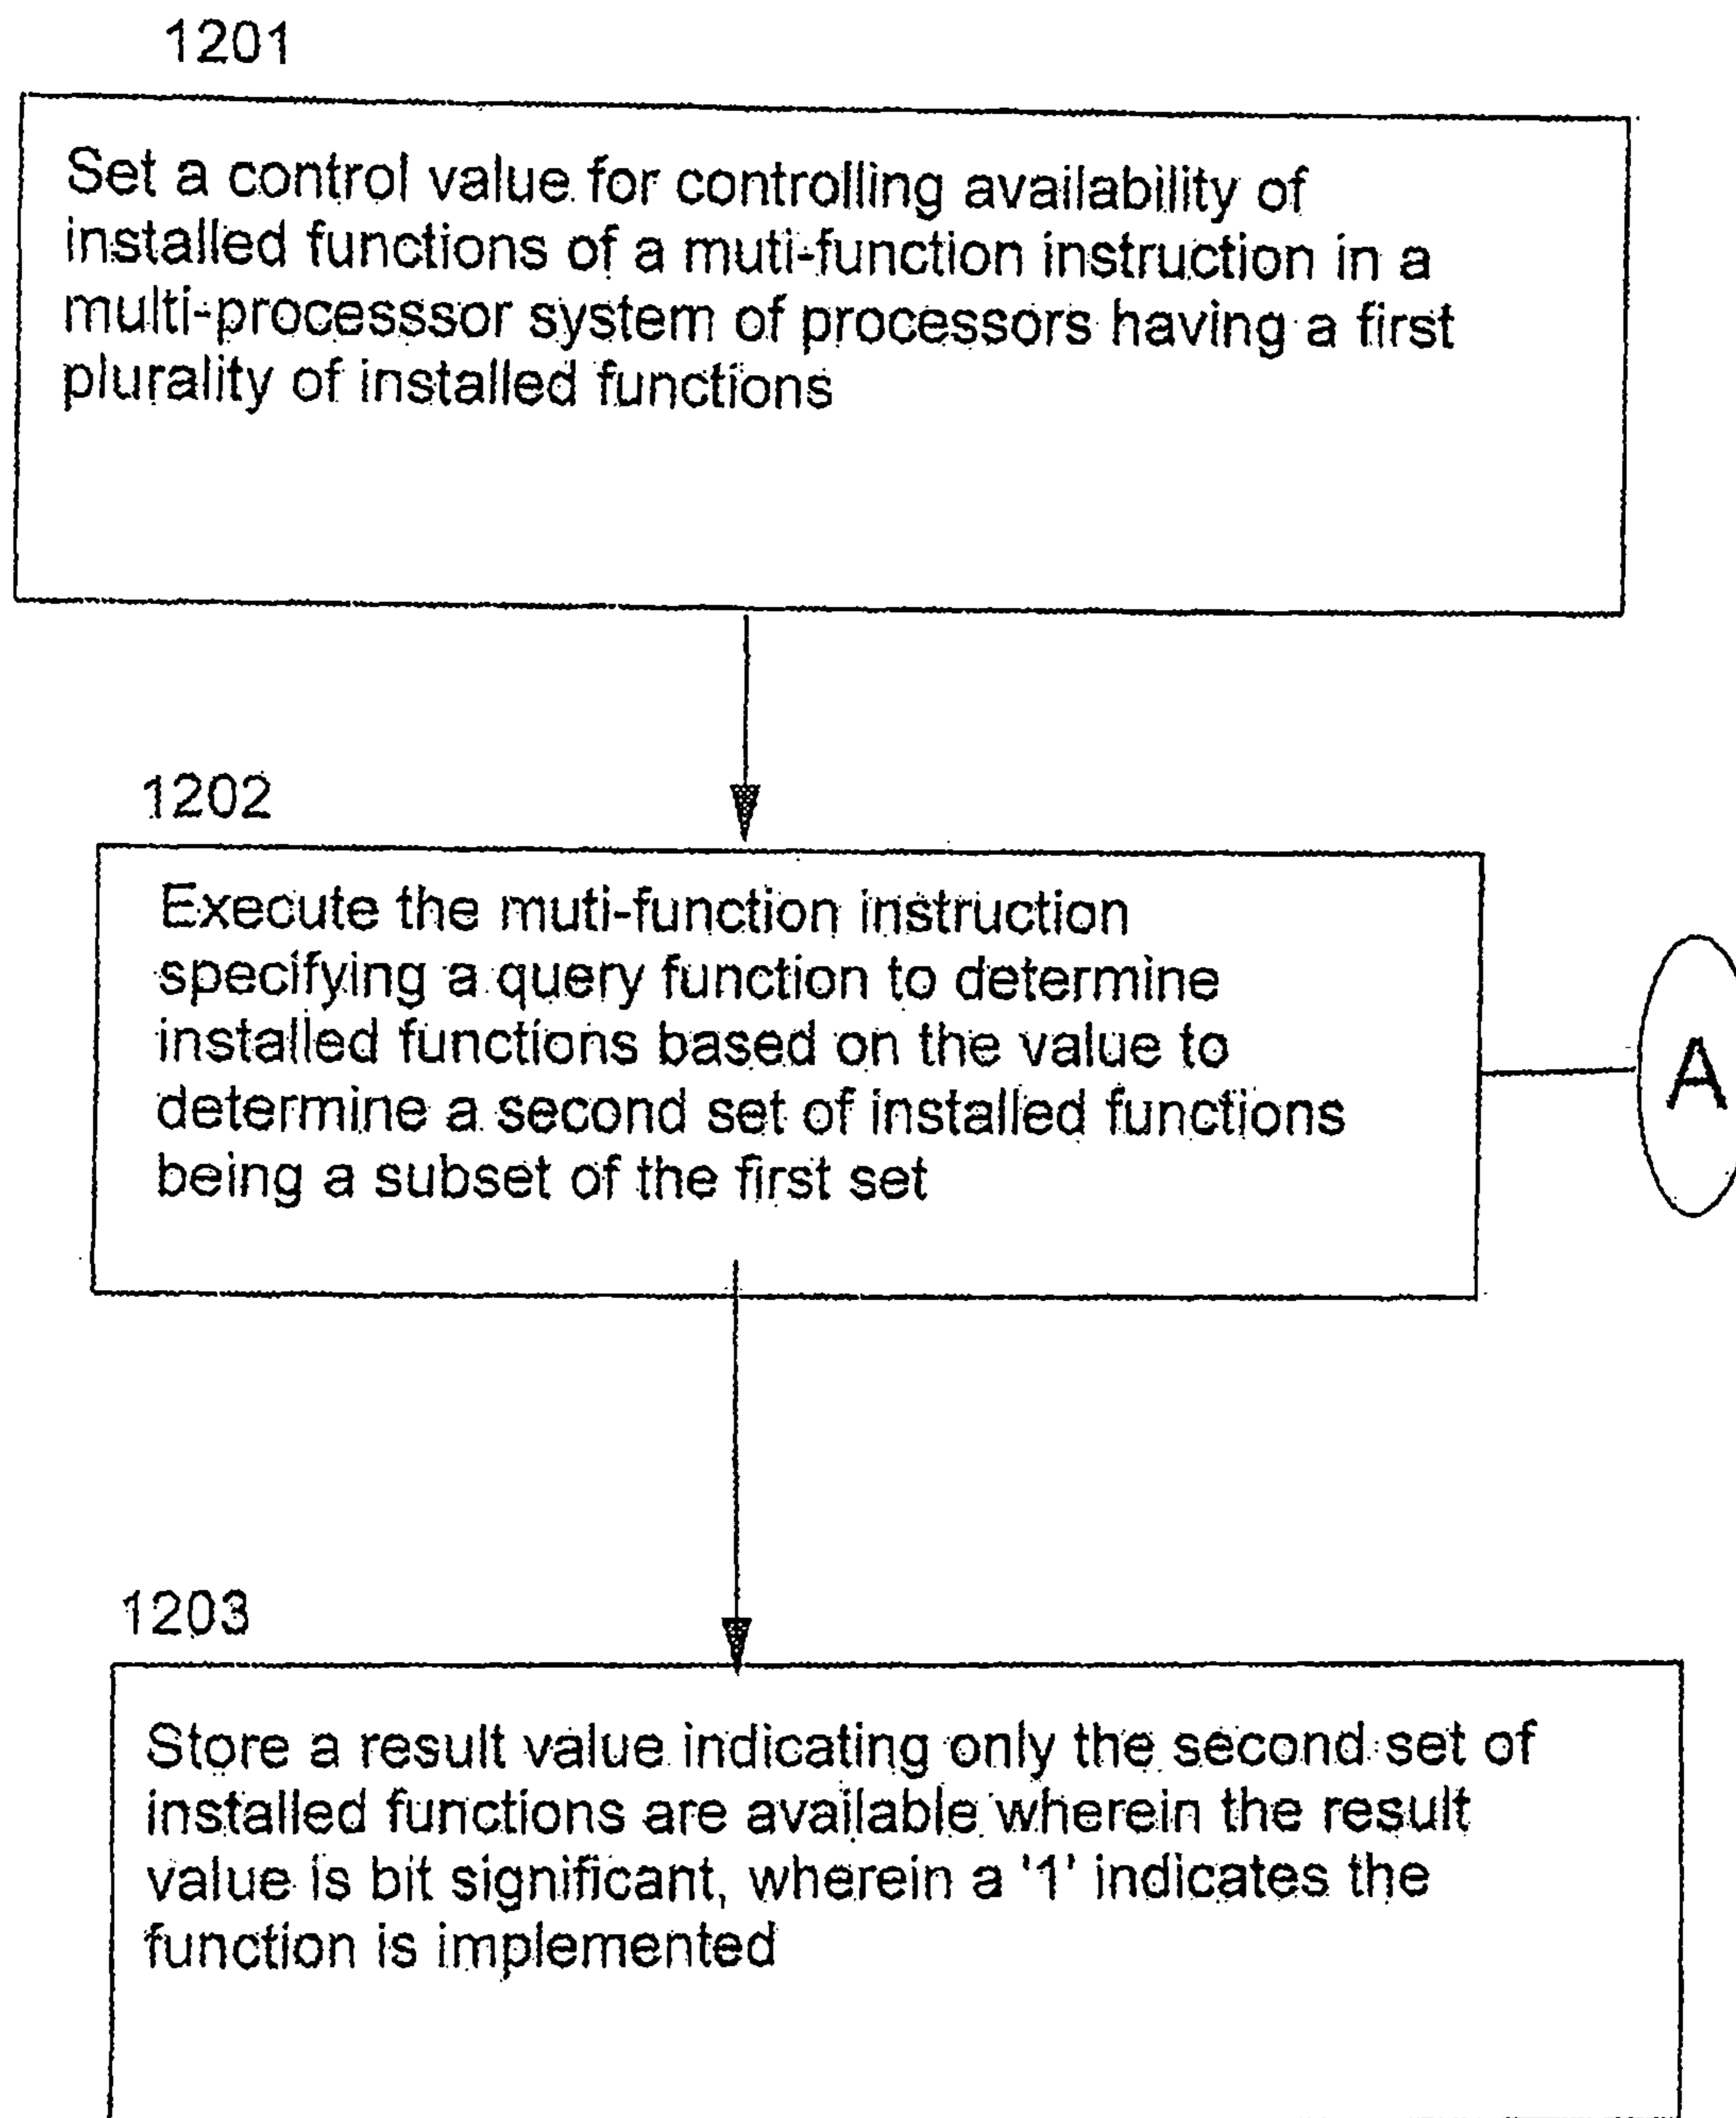 1201
Set a control value for controlling availability of
installed functions of a muti-function instruction in a
multi-processsor system of processors having a first
plurality of installed functions
1202
Execute the muti-function instruction
specifying a query function to determine
installed functions based on the value to
determine a second set of installed functions
being a subset of the first set
A
1203
Store a result value indicating only the second set of
installed functions are available wherein the result
value is bit significant, wherein a '1' indicates the
function is implemented